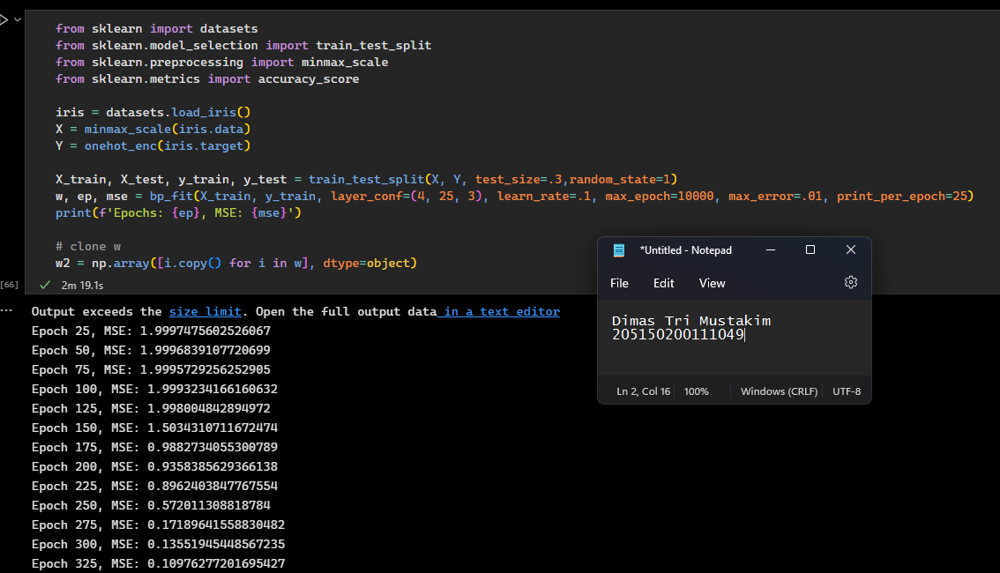 from sklearn import datasets
from sklearn.model_selection import train_test_split
from sklearn.preprocessing import minmax_scale
from sklearn.metrics import accuracy_score
iris = datasets.load_iris()
X = minmax_scale(iris.data)
Y = onehot_enc(iris.target)
X_train, X_test, y_train, y_test = train_test_split(X, Y, test_size=.3,random_state=1)
w, ep, mse = bp_fit(X_train, y_train, layer_conf=(4, 25, 3), learn_rate=.1, max_epoch=10000, max_error=.01, print_per_epoch=25)
print(f'Epochs: {ep}, MSE: {mse}')
# clone w
w2 = np.array([i.copy() for i in w], dtype=object)
[66]
2m 19.1s
Output exceeds the size limit. Open the full output data in a text editor
Epoch 25, MSE: 1.9997475602526067
Epoch 50, MSE: 1.9996839107720699
Epoch 75, MSE: 1.9995729256252905
Epoch 100, MSE: 1.9993234166160632
Epoch 125, MSE: 1.998004842894972
Epoch 150, MSE: 1.5034310711672474
Epoch 175, MSE: 0.9882734055300789
Epoch 200, MSE: 0.9358385629366138
Epoch 225, MSE: 0.8962403847767554
Epoch 250, MSE: 0.572011308818784
Epoch 275, MSE: 0.17189641558830482
Epoch 300, MSE: 0.13551945448567235
Epoch 325, MSE: 0.10976277201695427
*Untitled - Notepad
File Edit View
Dimas Tri Mustakim
205150200111049
Ln 2, Col 16 100% Windows (CRLF) UTF-8